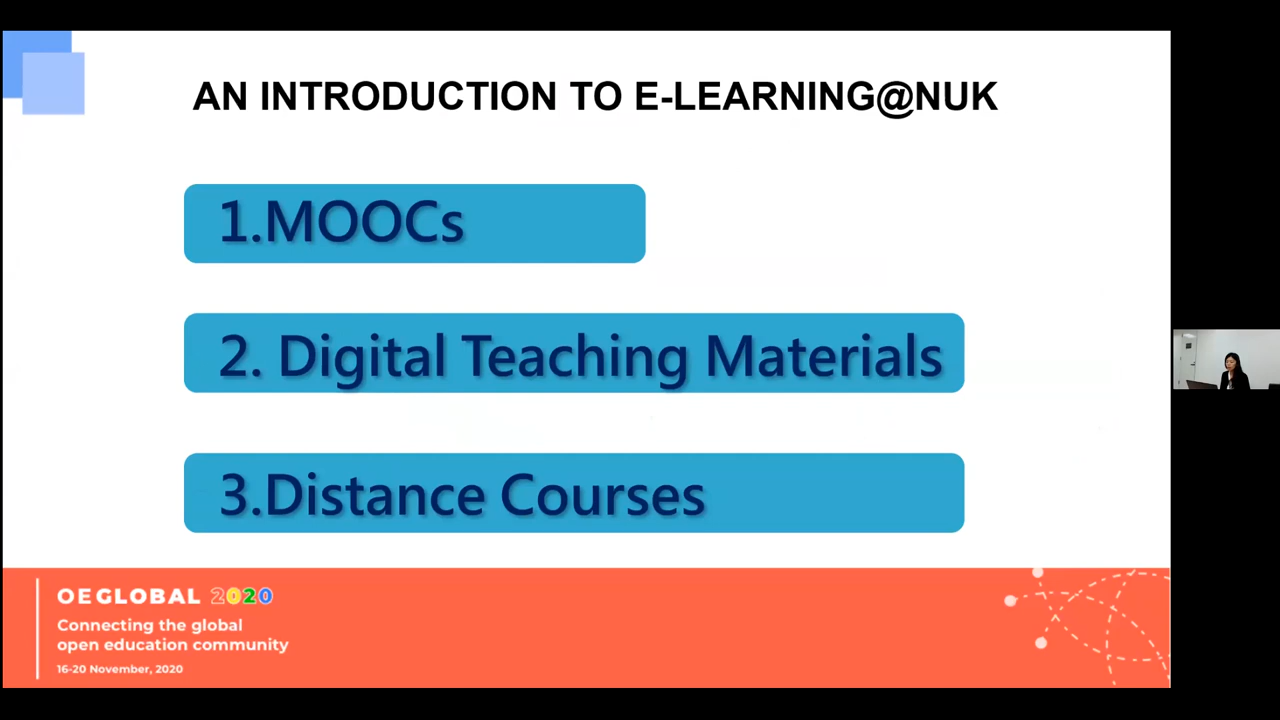 AN INTRODUCTION TO E-LEARNING@NUK
1.MOOCs
2. Digital Teaching Materials
3.Distance Courses
OEGLOBAL 2020
Connecting the global
open education community
16-20 November, 2020